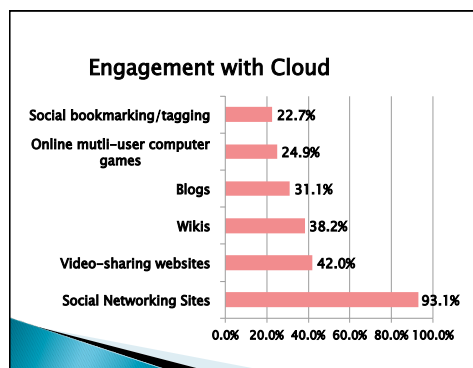 Engagement with Cloud
Social bookmarking/tagging
22.7%
Online mutli-user computer
games
24.9%
Blogs
31.1%
Wikis
38.2%
Video-sharing websites
42.0%
Social Networking Sites
93.1%
0.0% 20.0% 40.0% 60.0% 80.0% 100.0%